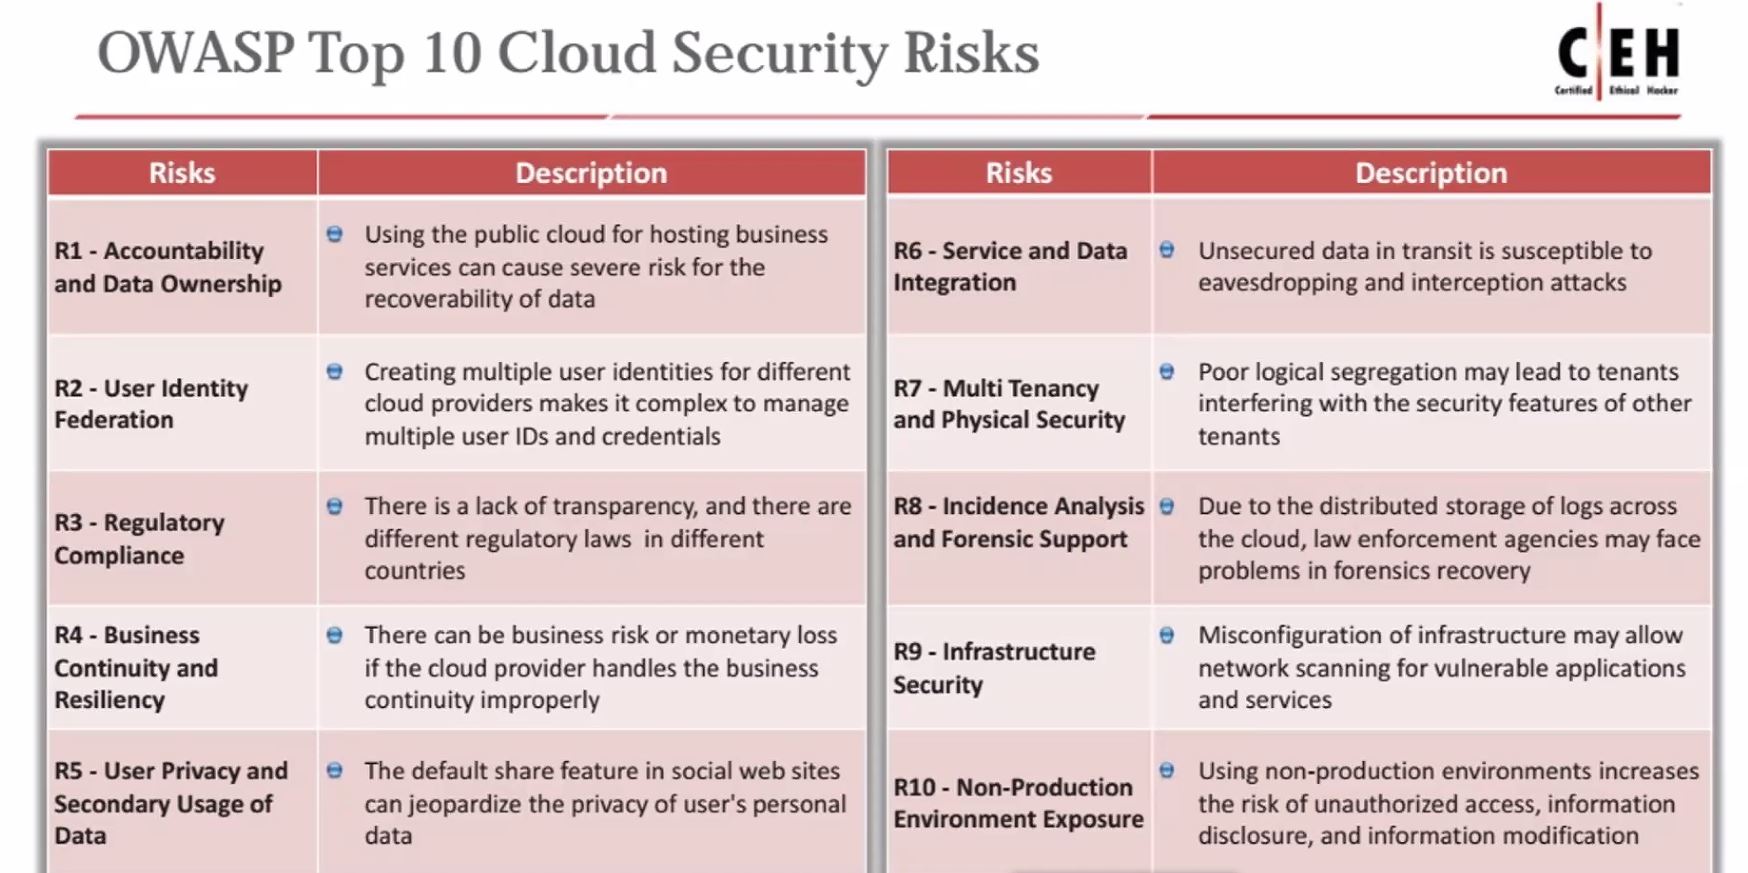 OWASP Top 10 Cloud Security Risks
C|EH
Certified Ethical Hacker
Risks
Description
R1 - Accountability
and Data Ownership
Using the public cloud for hosting business
services can cause severe risk for the
recoverability of data
R2 - User Identity
Federation
Creating multiple user identities for different
cloud providers makes it complex to manage
multiple user IDs and credentials
R3 - Regulatory
Compliance
There is a lack of transparency, and there are
different regulatory laws in different
countries
R4 - Business
Continuity and
Resiliency
There can be business risk or monetary loss
if the cloud provider handles the business
continuity improperly
R5 - User Privacy and
Secondary Usage of
Data
The default share feature in social web sites
can jeopardize the privacy of user's personal
data
Risks
Description
R6 - Service and Data
Integration
Unsecured data in transit is susceptible to
eavesdropping and interception attacks
R7 - Multi Tenancy
and Physical Security
Poor logical segregation may lead to tenants
interfering with the security features of other
tenants
R8 - Incidence Analysis
and Forensic Support
Due to the distributed storage of logs across
the cloud, law enforcement agencies may face
problems in forensics recovery
R9 - Infrastructure
Security
Misconfiguration of infrastructure may allow
network scanning for vulnerable applications
and services
R10 - Non-Production
Environment Exposure
Using non-production environments increases
the risk of unauthorized access, information
disclosure, and information modification